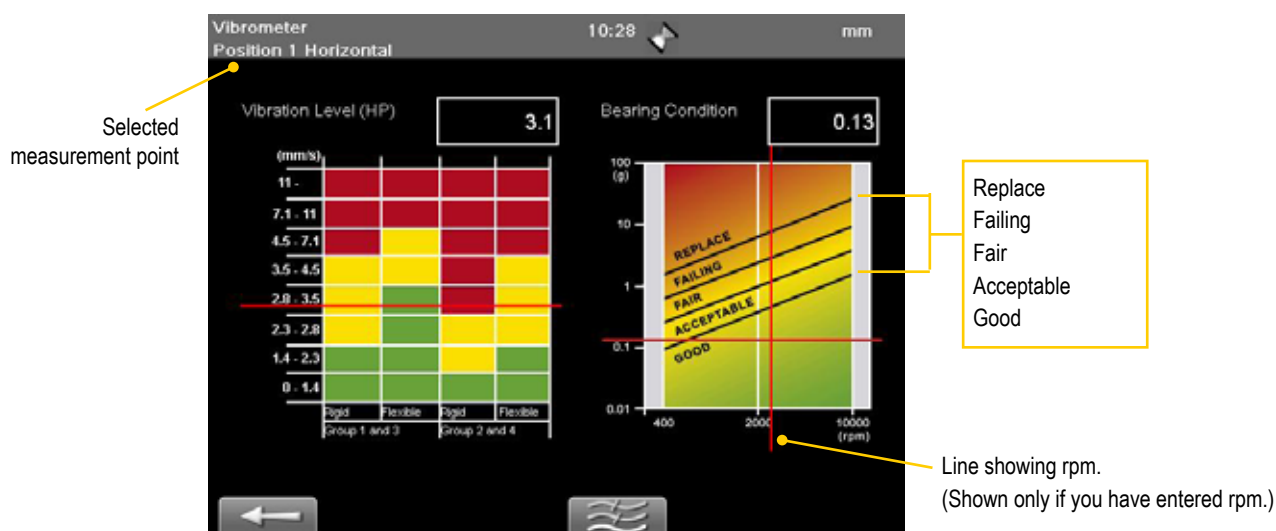 Vibrometer
Position 1 Horizontal
10:28
mm
Selected
measurement point
Vibration Level (HP)
3.1
(mm/s)
11 -
7.1 - 11
4.5 - 7.1
3.5 - 4.5
2.8 - 3.5
2.3 - 2.8
1.4 - 2.3
0 - 1.4
Rigid Flexible Rigid Flexible
Group 1 and 3 Group 2 and 4
Bearing Condition
0.13
100
(g)
10
1
0.1
0.01
REPLACE
FAILING
FAIR
ACCEPTABLE
GOOD
400 2000 10000
(rpm)
Replace
Failing
Fair
Acceptable
Good
Line showing rpm.
(Shown only if you have entered rpm.)